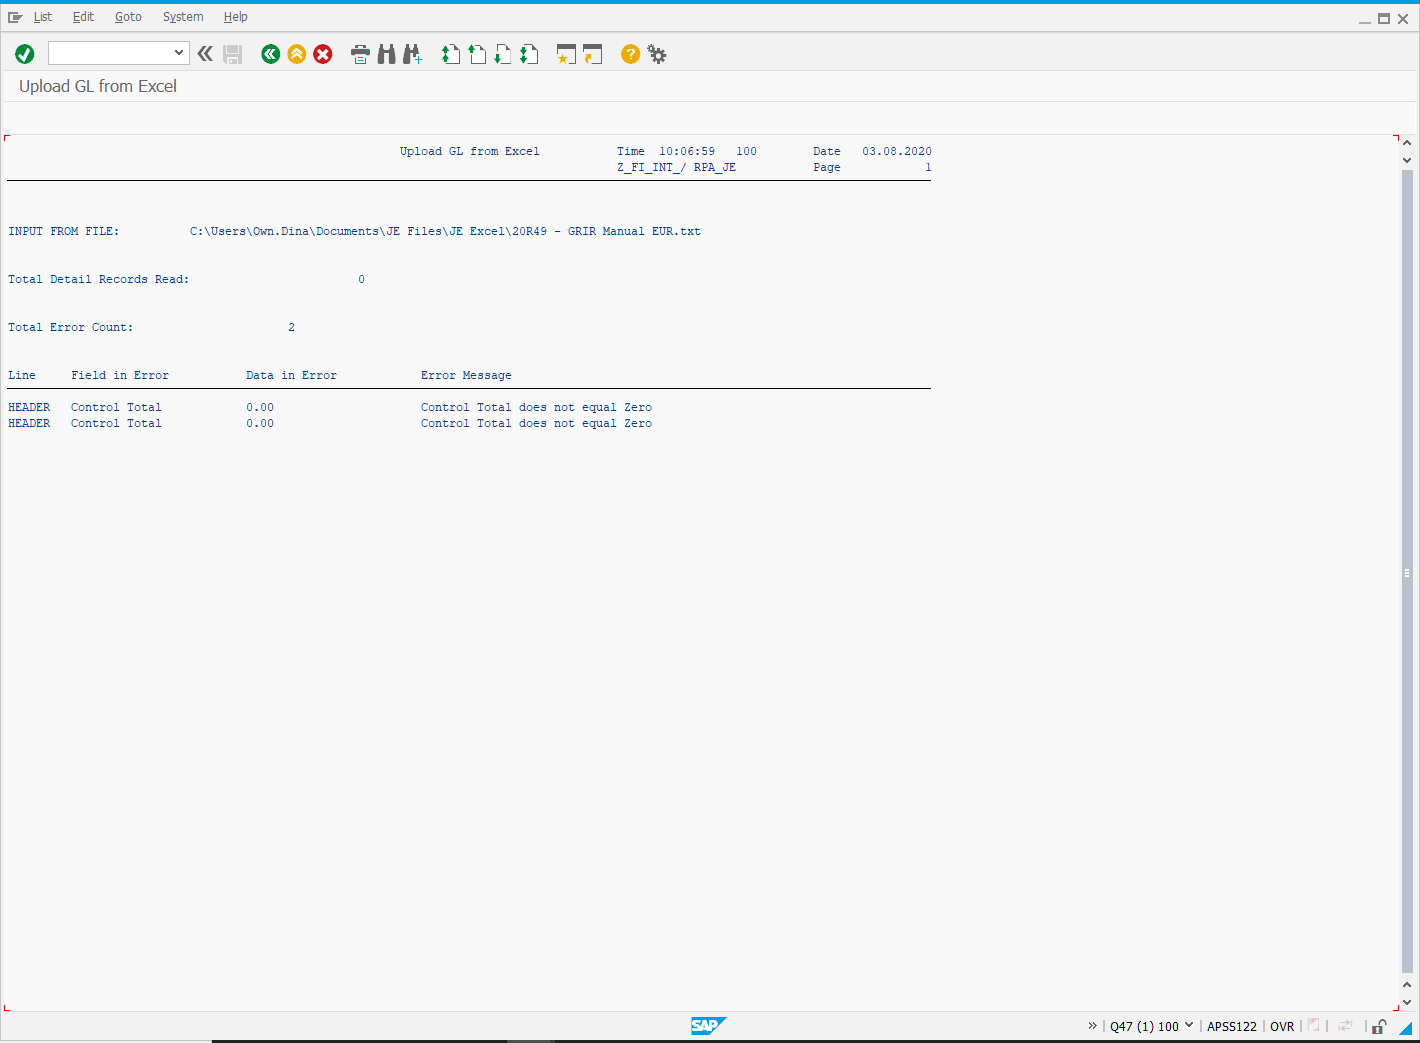 List Edit Goto System Help
Upload GL from Excel
Upload GL from Excel Time 10:06:59 100 Date 03.08.2020
Z_FI_INT_/ RPA_JE Page 1
INPUT FROM FILE: C:\Users\Own.Dina\Documents\JE Files\JE Excel\20R49 - GRIR Manual EUR.txt
Total Detail Records Read: 0
Total Error Count: 2
Line Field in Error Data in Error Error Message
HEADER Control Total 0.00 Control Total does not equal Zero
HEADER Control Total 0.00 Control Total does not equal Zero
SAP » Q47 (1) 100 APSS122 OVR